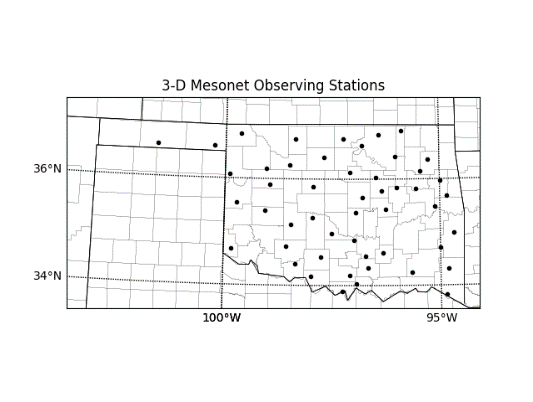 3-D Mesonet Observing Stations
36°N
34°N
100°W
95°W